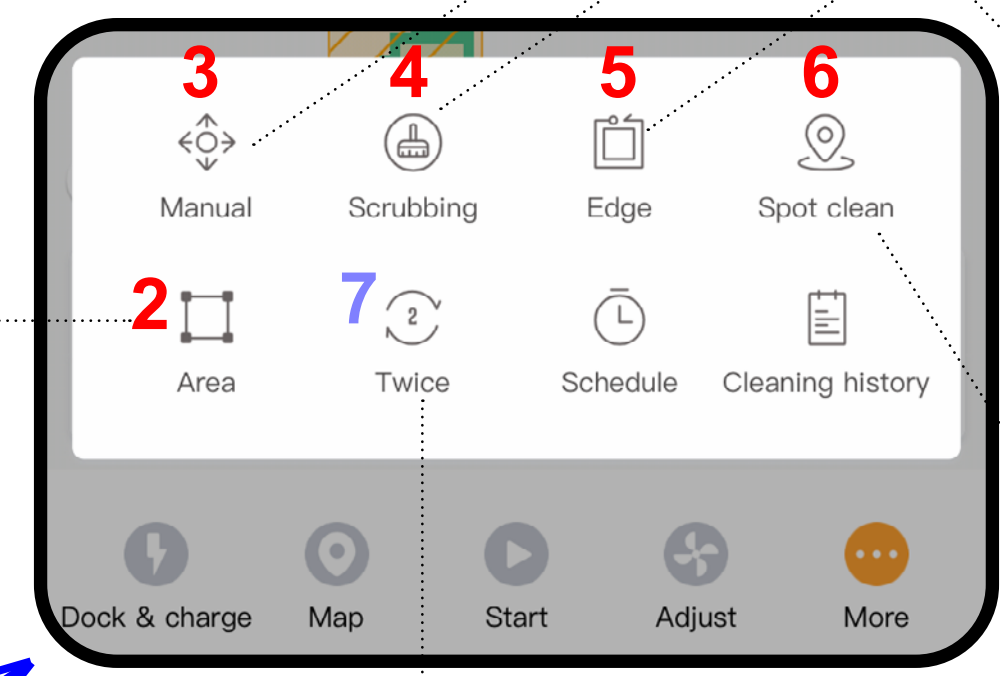 3 4 5 6
Manual Scrubbing Edge Spot clean
2 7 2
Area Twice Schedule Cleaning history
Dock & charge Map Start Adjust More